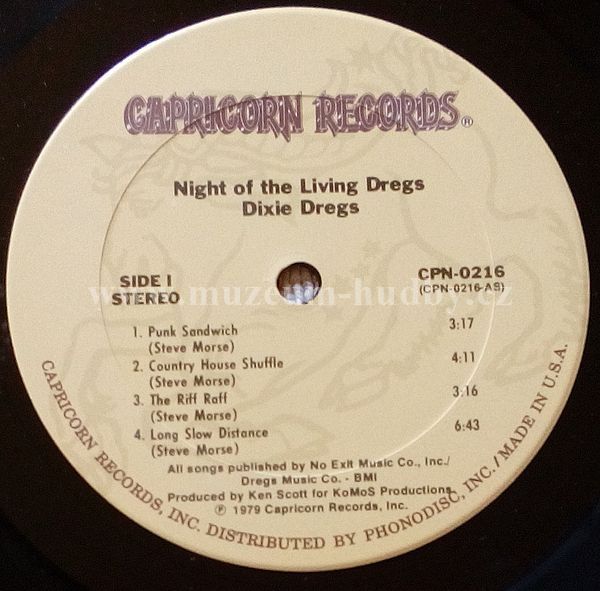 CAPRICORN RECORDS®
Night of the Living Dregs
Dixie Dregs
SIDE I
STEREO
CPN-0216
(CPN-0216-AS)
www.muzeum-hudby.cz
1. Punk Sandwich 3:17
(Steve Morse)
2. Country House Shuffle 4:11
(Steve Morse)
3. The Riff Raff 3:16
(Steve Morse)
4. Long Slow Distance 6:43
(Steve Morse)
All songs published by No Exit Music Co., Inc./
Dregs Music Co. - BMI
Produced by Ken Scott for KoMoS Productions
℗ 1979 Capricorn Records, Inc.
CAPRICORN RECORDS, INC. DISTRIBUTED BY PHONODISC, INC./MADE IN U.S.A.